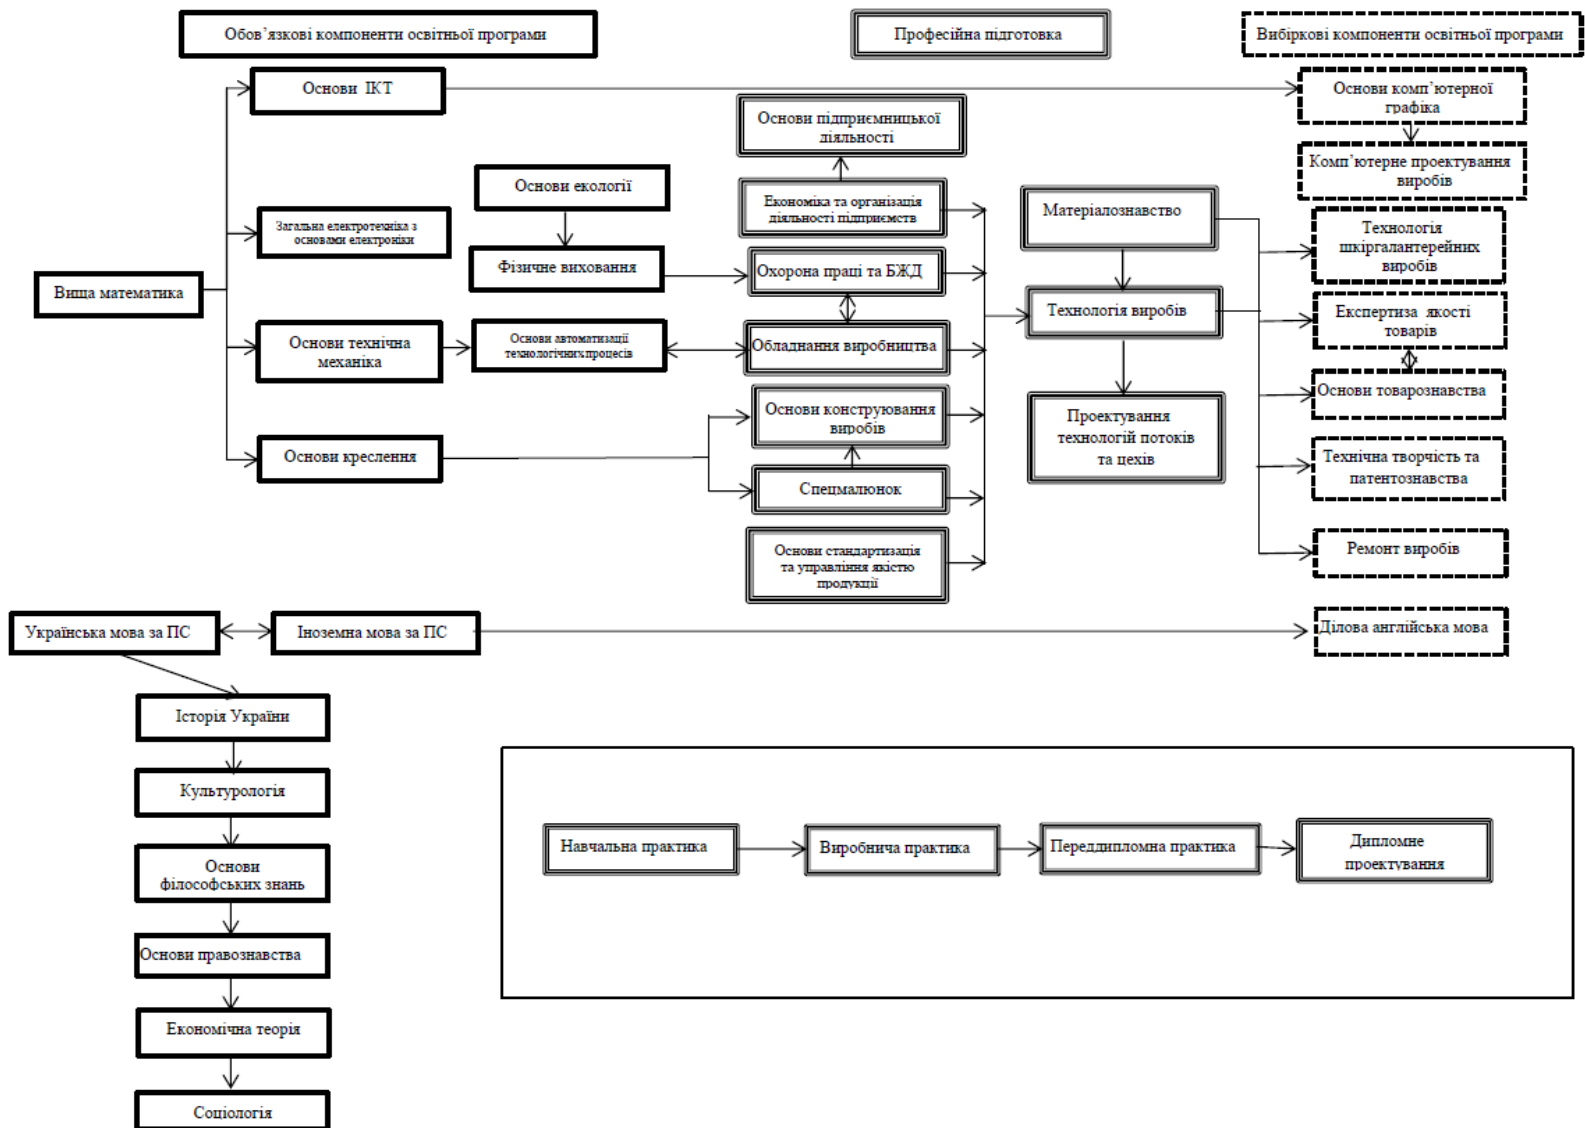 Обов’язкові компоненти освітньої програми
Професійна підготовка
Вибіркові компоненти освітньої програми
Основи ІКТ
Основи комп’ютерної
графіка
Основи підприємницької
діяльності
Комп’ютерне проектування
виробів
Основи екології
Економіка та організація
діяльності підприємств
Матеріалознавство
Загальна електротехніка з
основами електроніки
Технологія
шкіргалантерейних
виробів
Фізичне виховання
Охорона праці та БЖД
Вища математика
Технологія виробів
Експертиза якості
товарів
Основи технічна
механіка
Основи автоматизації
технологічних процесів
Обладнання виробництва
Основи товарознавства
Основи конструювання
виробів
Проектування
технологій потоків
та цехів
Основи креслення
Технічна творчість та
патентознавства
Спецмалюнок
Основи стандартизація
та управління якістю
продукції
Ремонт виробів
Українська мова за ПС
Іноземна мова за ПС
Ділова англійська мова
Історія України
Культурологія
Основи
філософських знань
Основи правознавства
Економічна теорія
Соціологія
Навчальна практика
Виробнича практика
Переддипломна практика
Дипломне
проектування